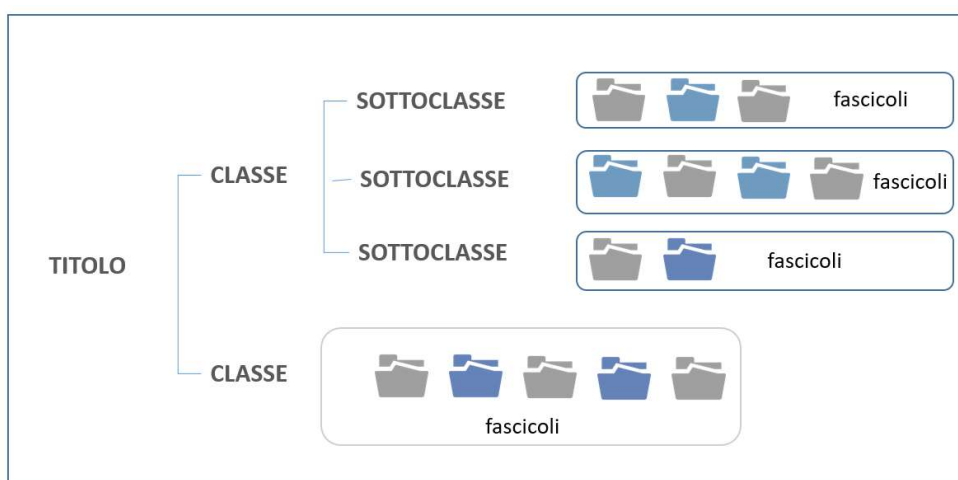 SOTTOCLASSE
fascicoli
CLASSE
SOTTOCLASSE
fascicoli
SOTTOCLASSE
fascicoli
TITOLO
CLASSE
fascicoli